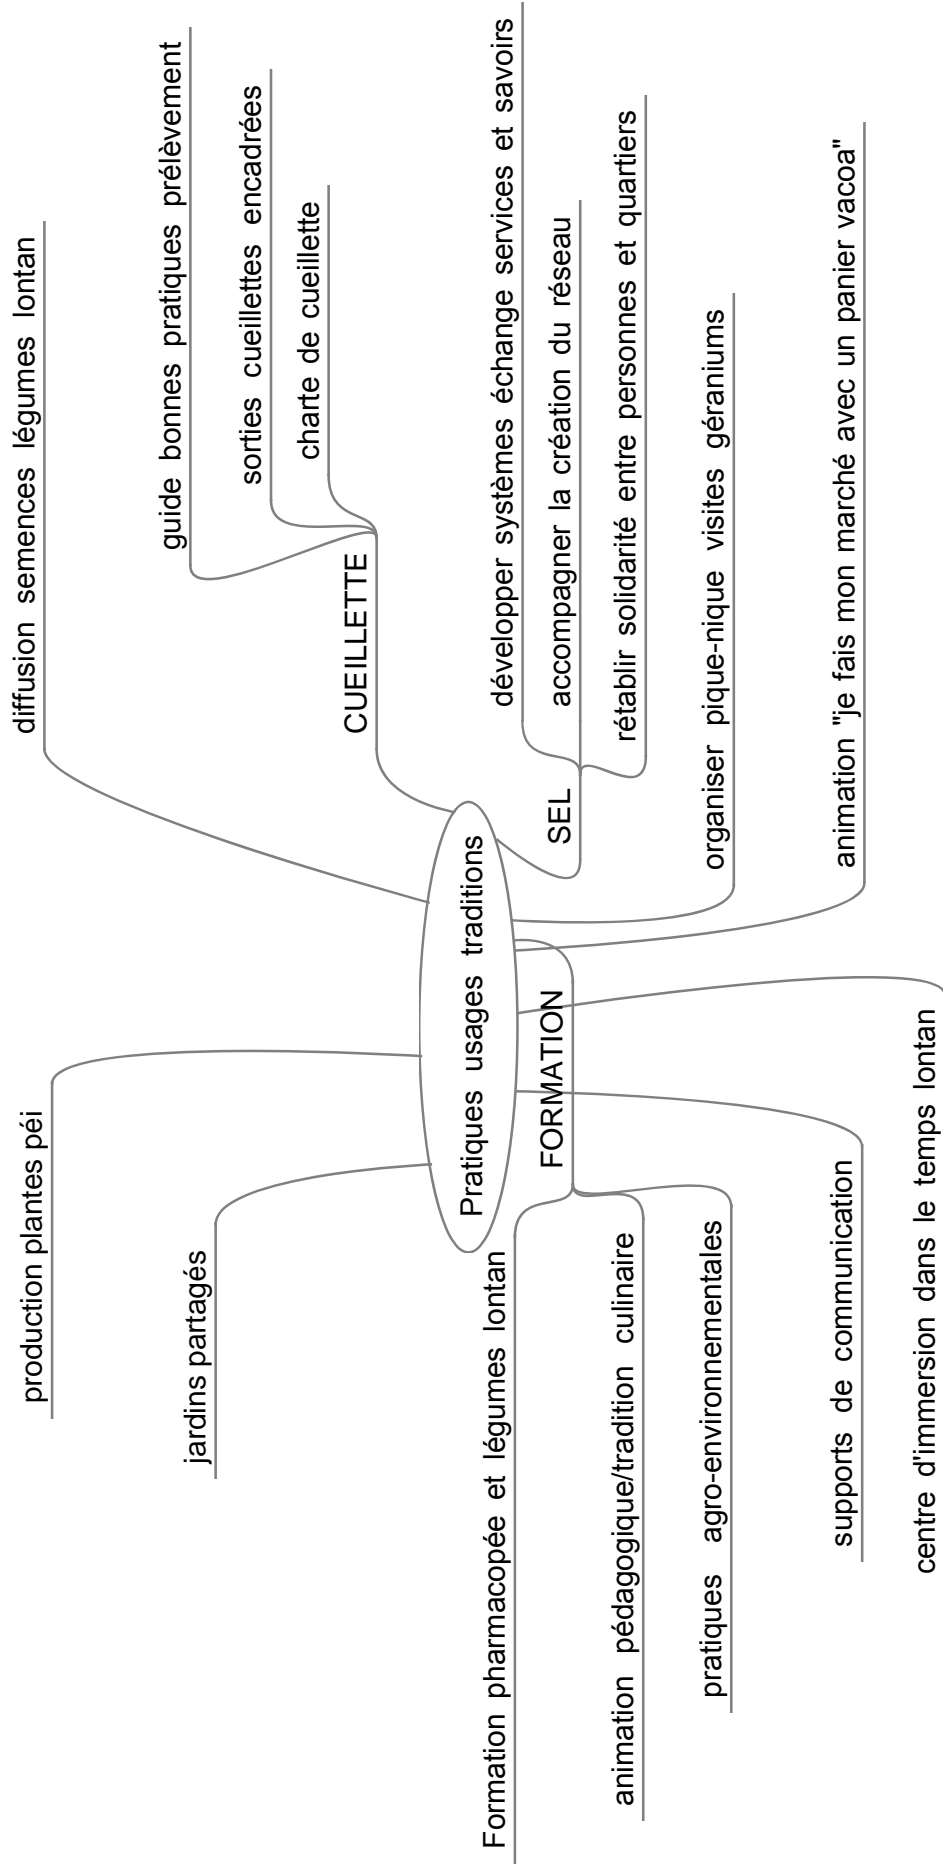 diffusion semences légumes lontan
guide bonnes pratiques prélèvement
sorties cueillettes encadrées
charte de cueillette
CUEILLETTE
développer systèmes échange services et savoirs
accompagner la création du réseau
rétablir solidarité entre personnes et quartiers
SEL
organiser pique-nique visites géraniums
animation "je fais mon marché avec un panier vacoa"
Pratiques usages traditions
production plantes péi
jardins partagés
FORMATION
Formation pharmacopée et légumes lontan
animation pédagogique/tradition culinaire
pratiques agro-environnementales
supports de communication
centre d'immersion dans le temps lontan